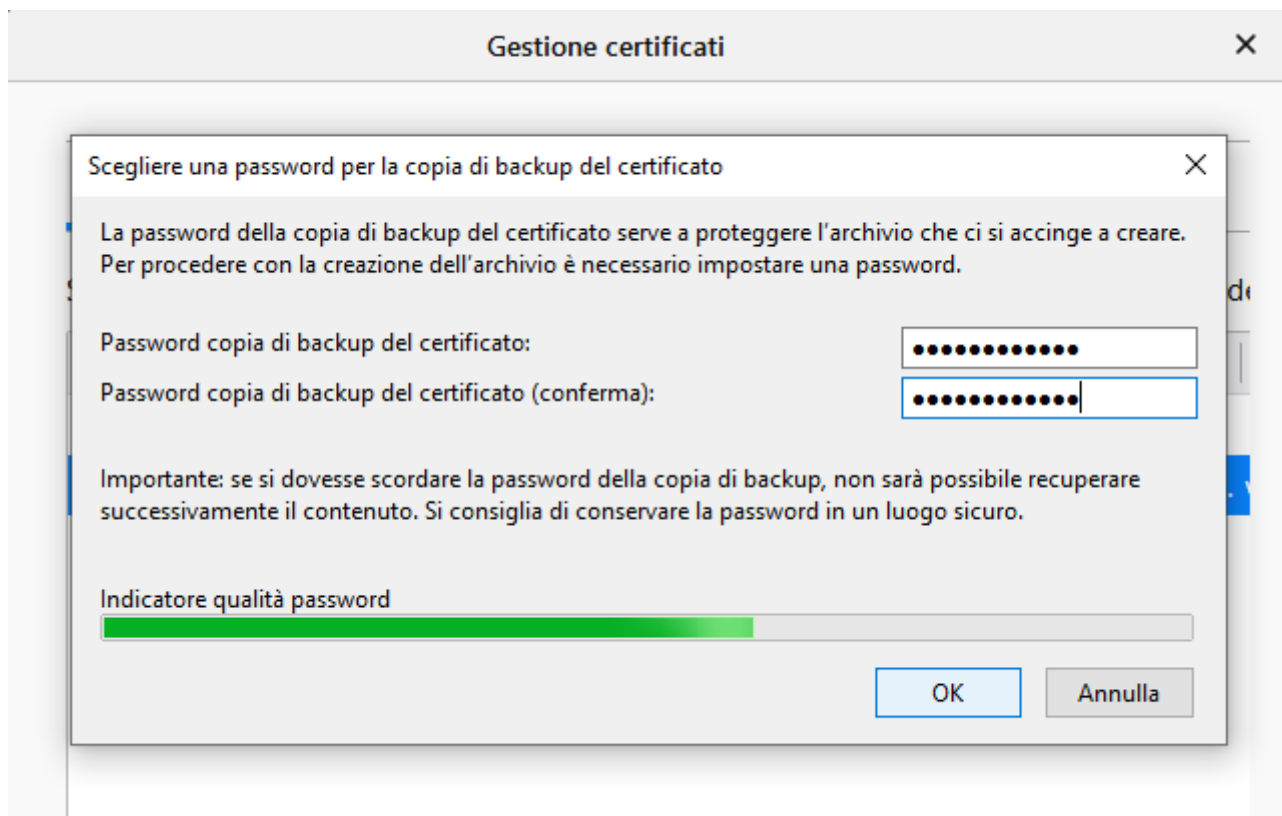 Gestione certificati
Scegliere una password per la copia di backup del certificato
La password della copia di backup del certificato serve a proteggere l'archivio che ci si accinge a creare.
Per procedere con la creazione dell'archivio è necessario impostare una password.
Password copia di backup del certificato:
Password copia di backup del certificato (conferma):
Importante: se si dovesse scordare la password della copia di backup, non sarà possibile recuperare
successivamente il contenuto. Si consiglia di conservare la password in un luogo sicuro.
Indicatore qualità password
OK
Annulla